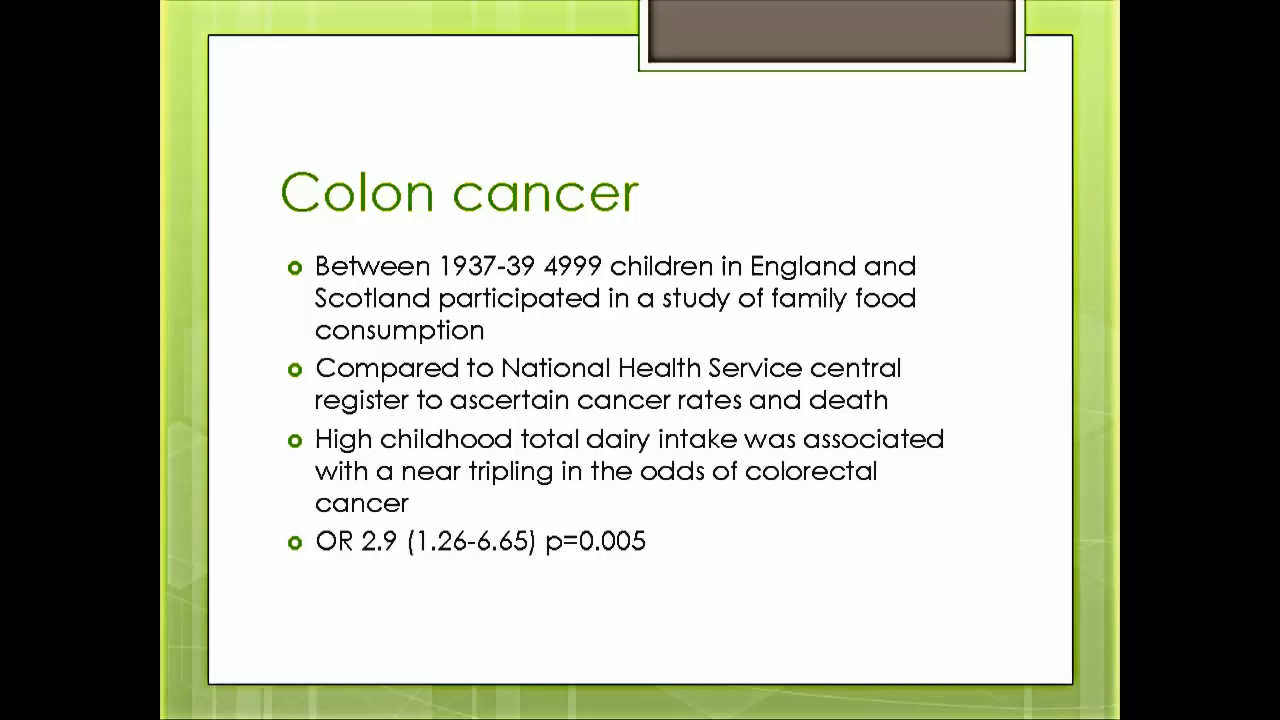 Colon cancer
Between 1937-39 4999 children in England and
Scotland participated in a study of family food
consumption
Compared to National Health Service central
register to ascertain cancer rates and death
High childhood total dairy intake was associated
with a near tripling in the odds of colorectal
cancer
OR 2.9 (1.26-6.65) p=0.005